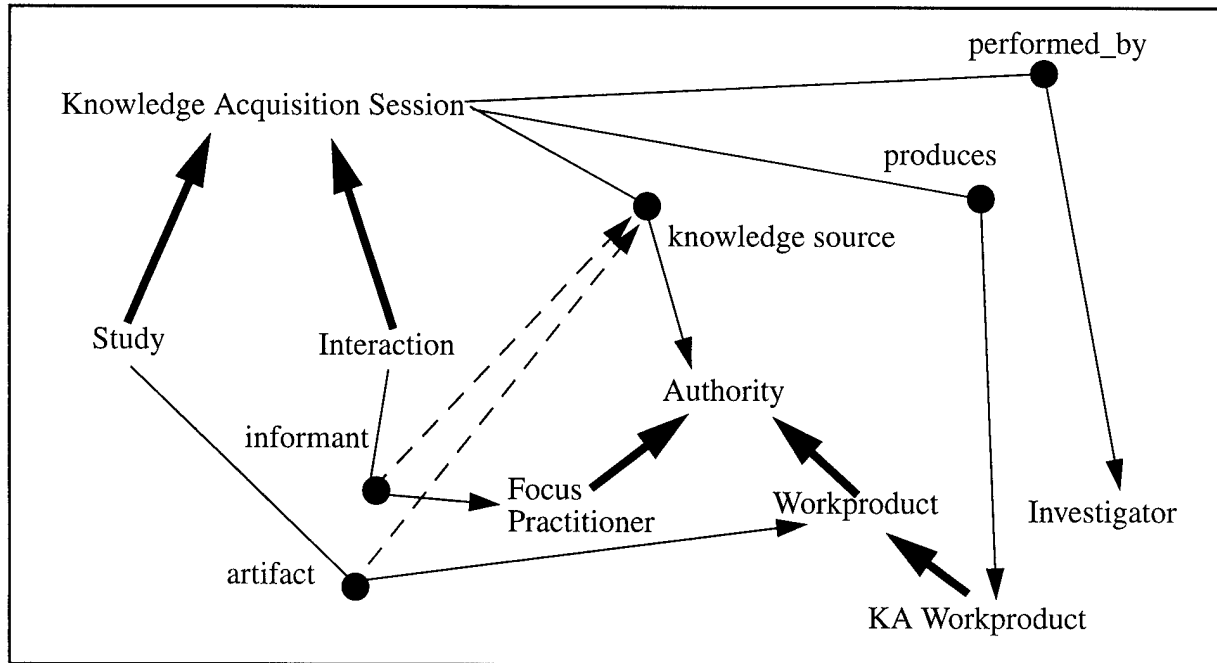 performed_by
Knowledge Acquisition Session
produces
knowledge source
Study
Interaction
Authority
informant
Focus
Practitioner
Workproduct
Investigator
artifact
KA Workproduct